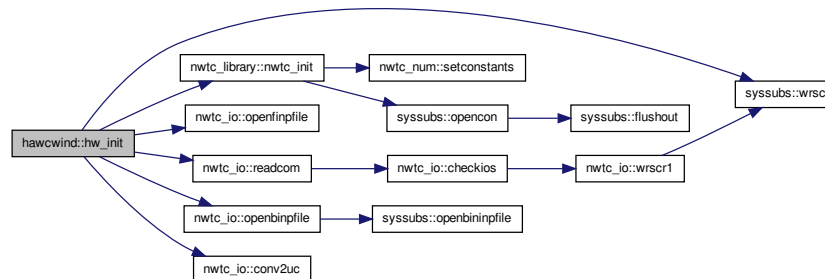 nwtc_library::nwtc_init
nwtc_num::setconstants
syssubs::wrsc
nwtc_io::openfinpfile
syssubs::opencon
syssubs::flushout
hawcwind::hw_init
nwtc_io::readcom
nwtc_io::checkios
nwtc_io::wrscr1
nwtc_io::openbinpfile
syssubs::openbininpfile
nwtc_io::conv2uc